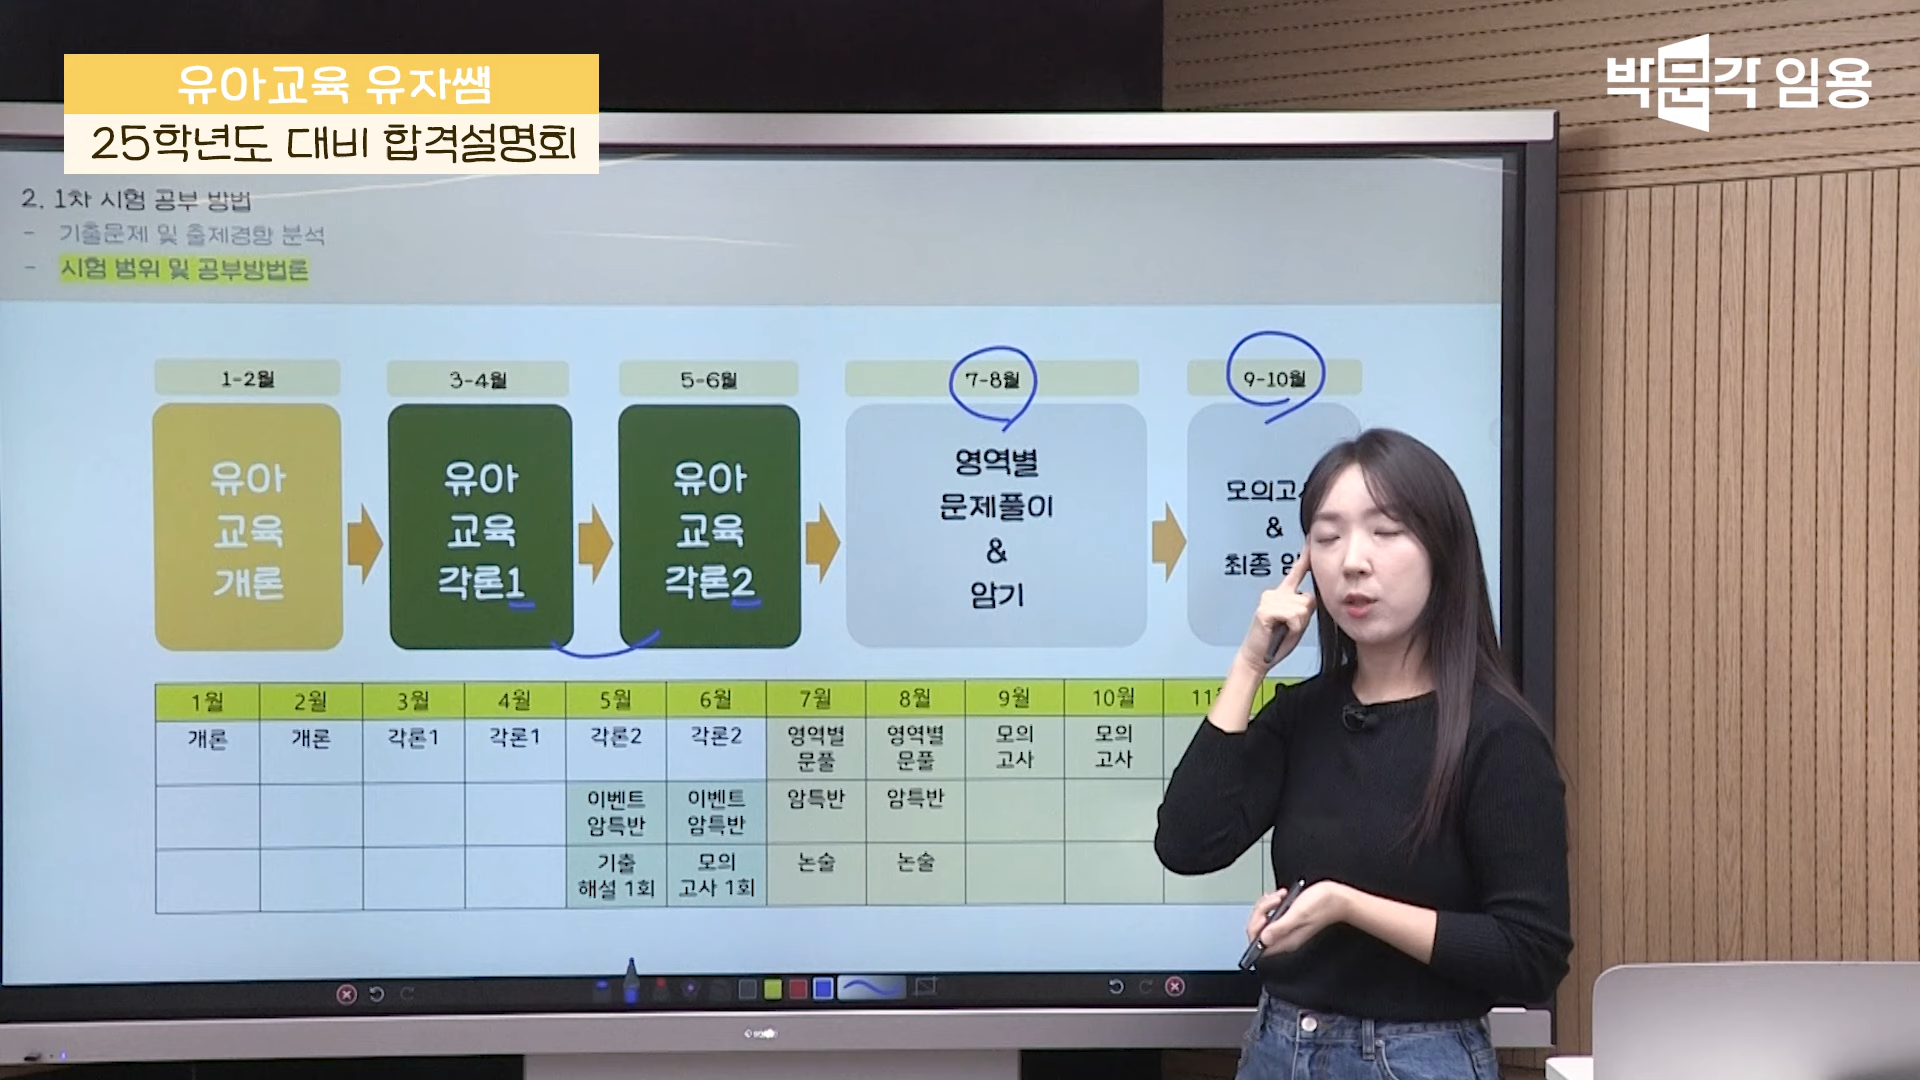 유아교육 유자쌤
25학년도 대비 합격설명회
박문각 임용
2. 1차 시험 공부 방법
- 기출문제 및 출제경향 분석
- 시험 범위 및 공부방법론
1-2월
3-4월
5-6월
7-8월
9-10월
유아
교육
개론
유아
교육
각론1
유아
교육
각론2
영역별
문제풀이
&
암기
모의고
&
최종
1월 2월 3월 4월 5월 6월 7월 8월 9월 10월 11
개론 개론 각론1 각론1 각론2 각론2 영역별 영역별 모의 모의
문풀 문풀 고사 고사
이벤트 이벤트 암특반 암특반
암특반 암특반
기출 모의 논술 논술
해설 1회 고사 1회